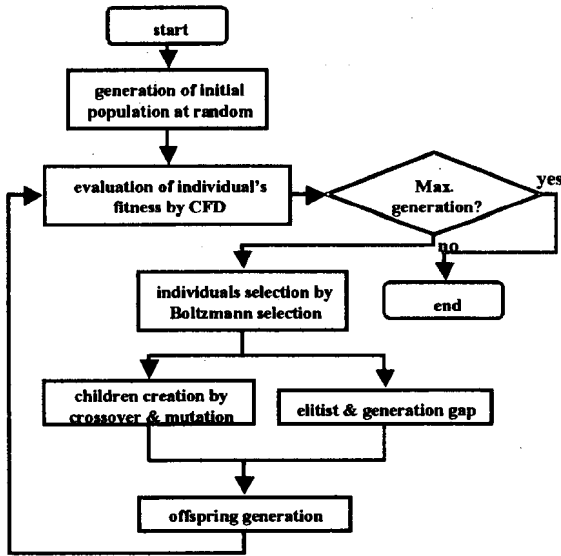 start
generation of initial
population at random
evaluation of individual's
fitness by CFD
Max.
generation?
yes
no
individuals selection by
Boltzmann selection
end
children creation by
crossover & mutation
elitist & generation gap
offspring generation